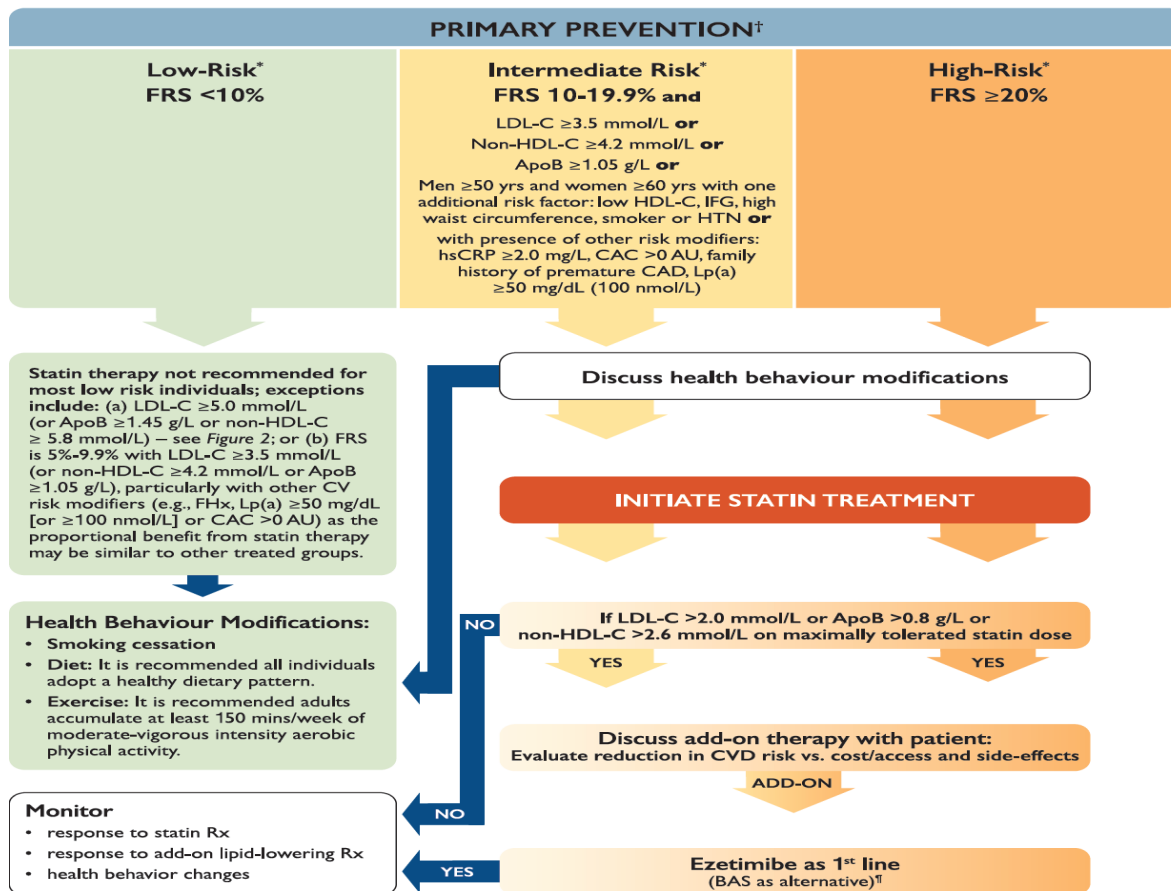 PRIMARY PREVENTION†
Low-Risk*
FRS <10%
Intermediate Risk*
FRS 10-19.9% and
LDL-C ≥3.5 mmol/L or
Non-HDL-C ≥4.2 mmol/L or
ApoB ≥1.05 g/L or
Men ≥50 yrs and women ≥60 yrs with one
additional risk factor: low HDL-C, IFG, high
waist circumference, smoker or HTN or
with presence of other risk modifiers:
hsCRP ≥2.0 mg/L, CAC >0 AU, family
history of premature CAD, Lp(a)
≥50 mg/dL (100 nmol/L)
High-Risk*
FRS ≥20%
Statin therapy not recommended for
most low risk individuals; exceptions
include: (a) LDL-C ≥5.0 mmol/L
(or ApoB ≥1.45 g/L or non-HDL-C
≥ 5.8 mmol/L) – see Figure 2; or (b) FRS
is 5%-9.9% with LDL-C ≥3.5 mmol/L
(or non-HDL-C ≥4.2 mmol/L or ApoB
≥1.05 g/L), particularly with other CV
risk modifiers (e.g., FHx, Lp(a) ≥50 mg/dL
[or ≥100 nmol/L] or CAC >0 AU) as the
proportional benefit from statin therapy
may be similar to other treated groups.
Discuss health behaviour modifications
INITIATE STATIN TREATMENT
Health Behaviour Modifications:
• Smoking cessation
• Diet: It is recommended all individuals
adopt a healthy dietary pattern.
• Exercise: It is recommended adults
accumulate at least 150 mins/week of
moderate-vigorous intensity aerobic
physical activity.
NO
If LDL-C >2.0 mmol/L or ApoB >0.8 g/L or
non-HDL-C >2.6 mmol/L on maximally tolerated statin dose
YES
YES
Discuss add-on therapy with patient:
Evaluate reduction in CVD risk vs. cost/access and side-effects
ADD-ON
Monitor
• response to statin Rx
• response to add-on lipid-lowering Rx
• health behavior changes
NO
YES
Ezetimibe as 1st line
(BAS as alternative)¶